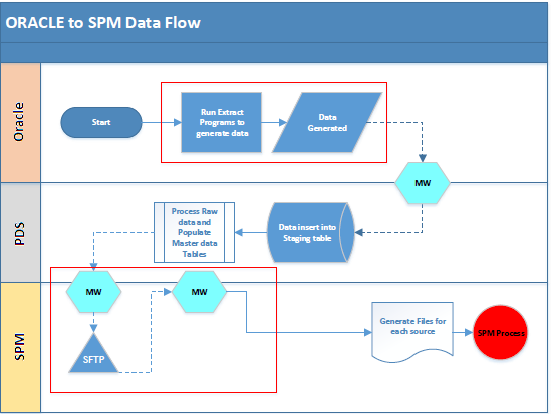 ORACLE to SPM Data Flow
Oracle
Start
Run Extract
Programs to
generate data
Data
Generated
MW
PDS
Process Raw
data and
Populate
Master data
Tables
Data insert into
Staging table
SPM
MW
MW
SFTP
Generate Files for
each source
SPM Process